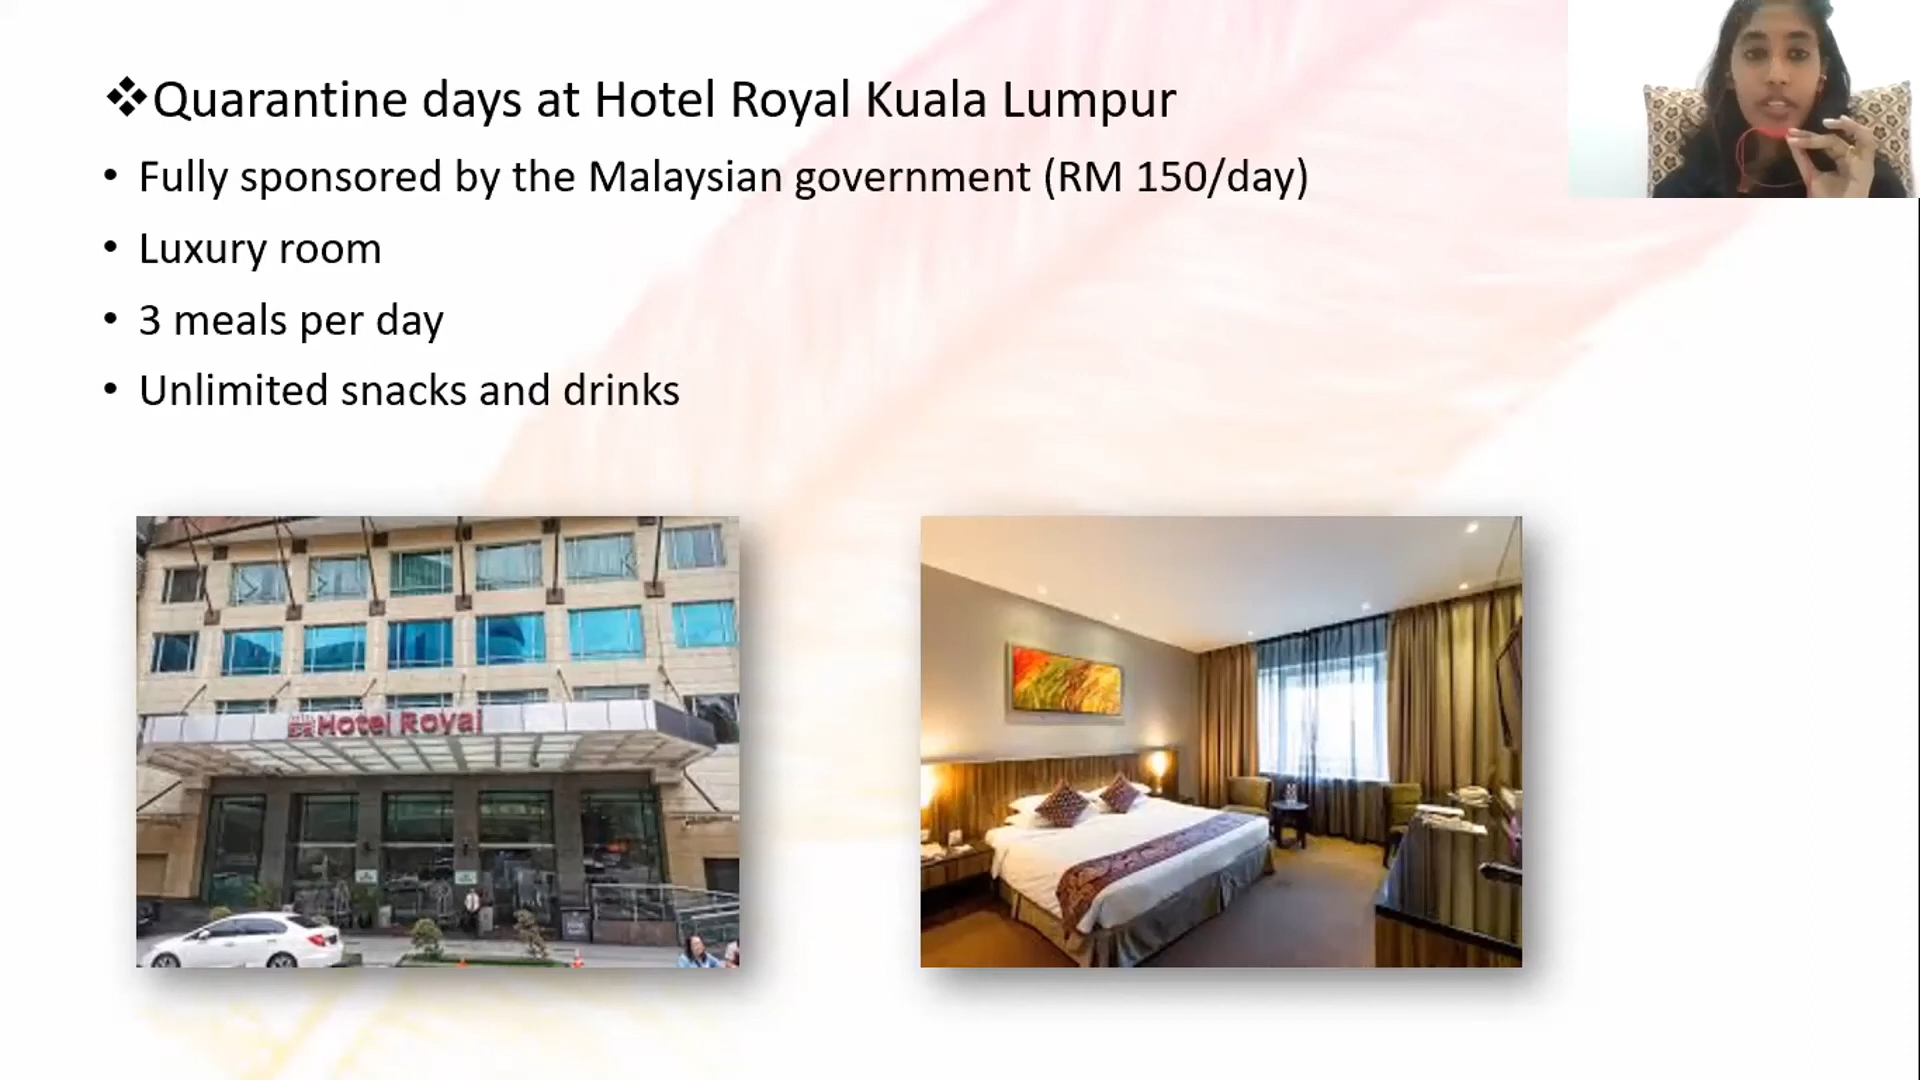 ❖Quarantine days at Hotel Royal Kuala Lumpur
• Fully sponsored by the Malaysian government (RM 150/day)
• Luxury room
• 3 meals per day
• Unlimited snacks and drinks
Hotel Royal